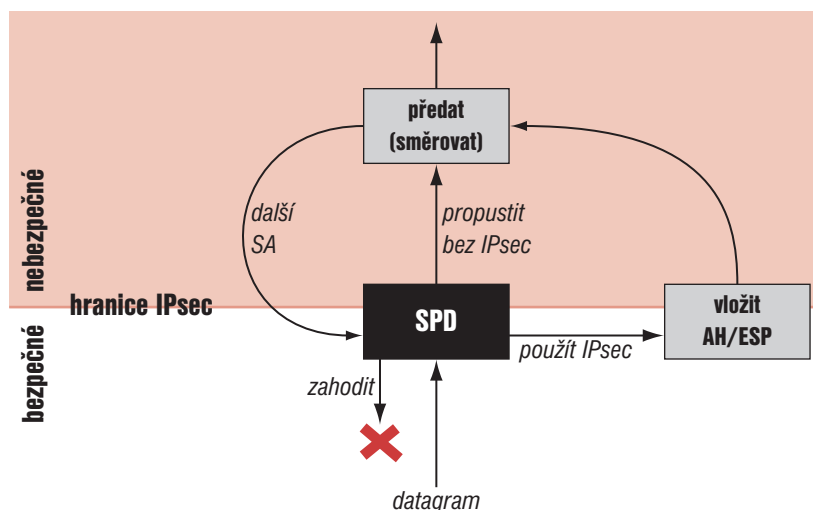 předat
(směrovat)
další
SA
propustit
bez IPsec
nebezpečné
hranice IPsec
bezpečné
SPD
vložit
AH/ESP
použít IPsec
zahodit
datagram